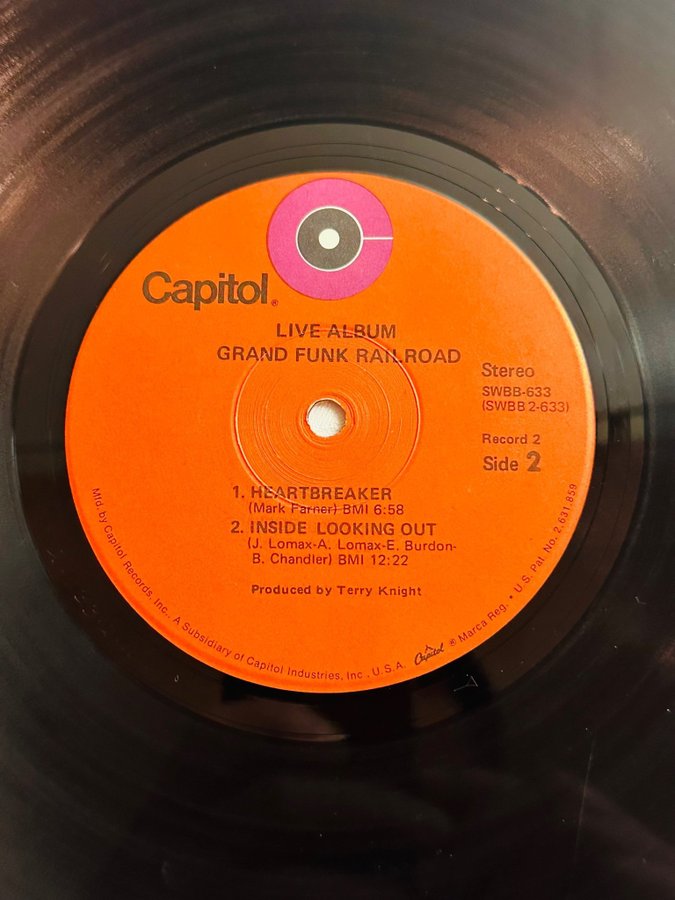 Capitol®
LIVE ALBUM
GRAND FUNK RAILROAD
Stereo
SWBB-633
(SWBB 2-633)
Record 2
Side 2
1. HEARTBREAKER
(Mark Farner) BMI 6:58
2. INSIDE LOOKING OUT
(J. Lomax-A. Lomax-E. Burdon-
B. Chandler) BMI 12:22
Produced by Terry Knight
Mfd. by Capitol Records, Inc., A Subsidiary of Capitol Industries, Inc., U.S.A. Capitol ® Marca Reg. • U.S. Pat. No. 2,631,859